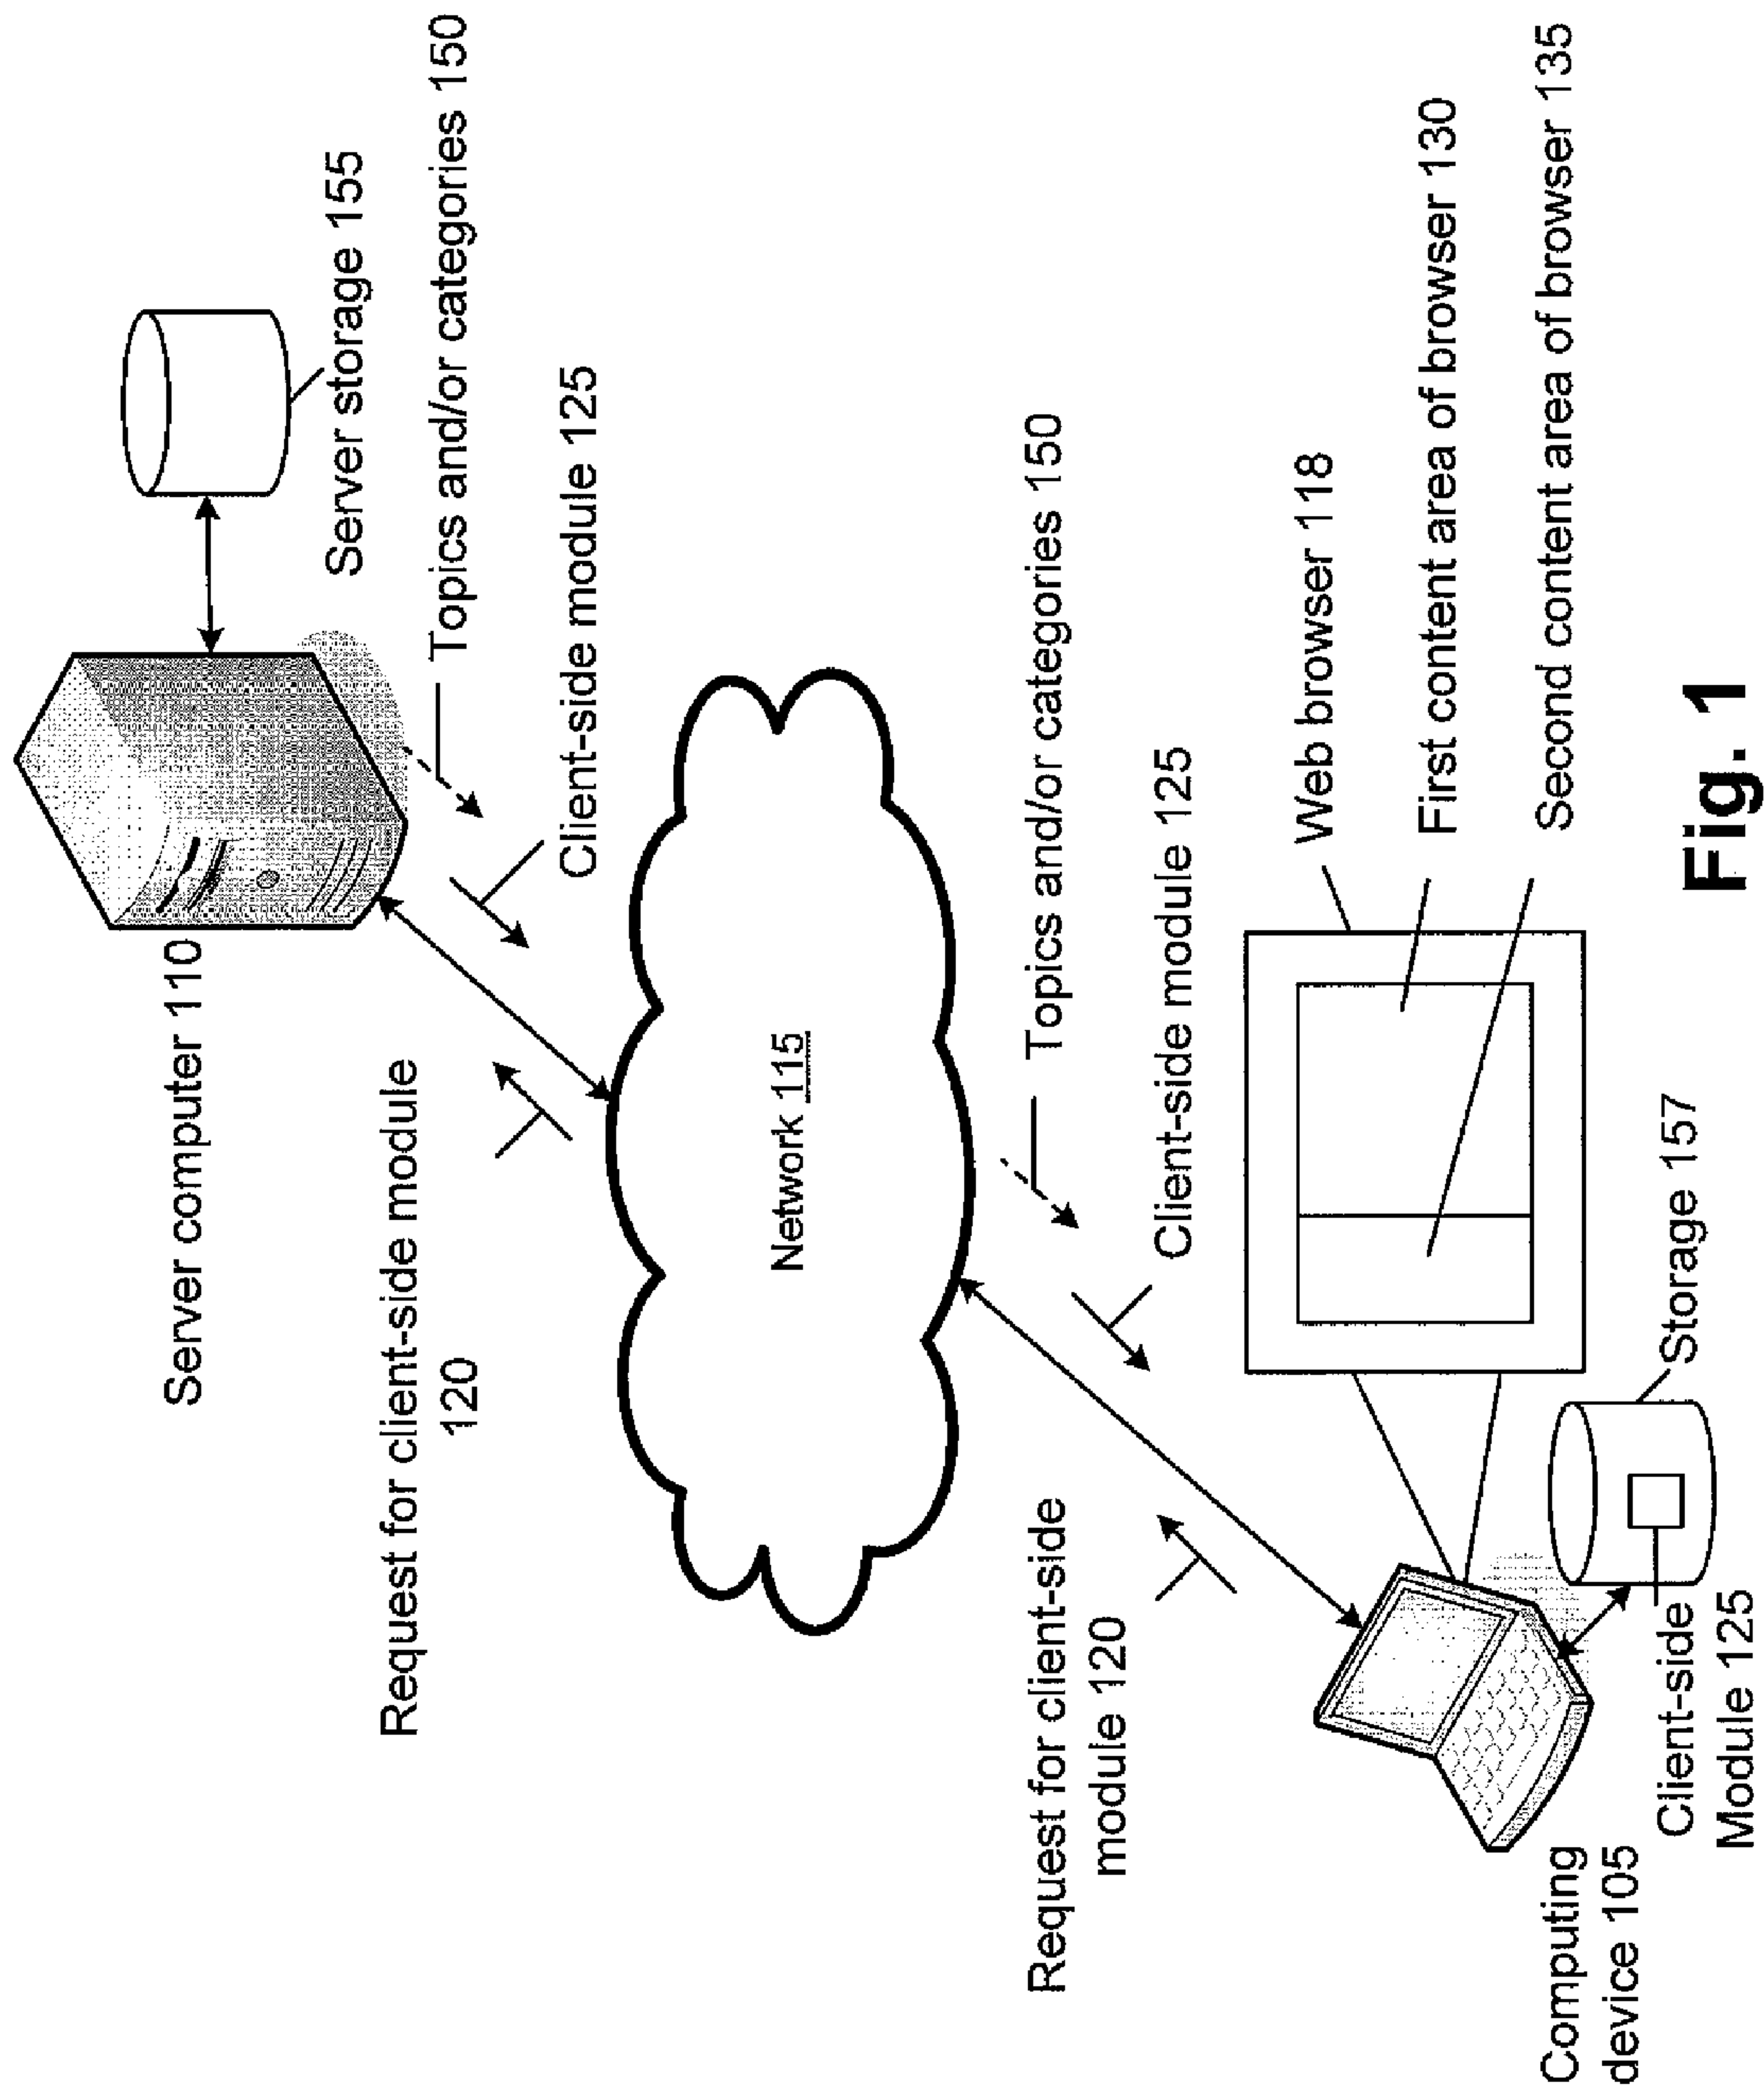 Server computer 110
Server storage 155
Topics and/or categories 150
Client-side module 125
Request for client-side module
120
Network 115
Topics and/or categories 150
Client-side module 125
Request for client-side
module 120
Web browser 118
First content area of browser 130
Second content area of browser 135
Storage 157
Client-side
Module 125
Computing
device 105
Fig. 1